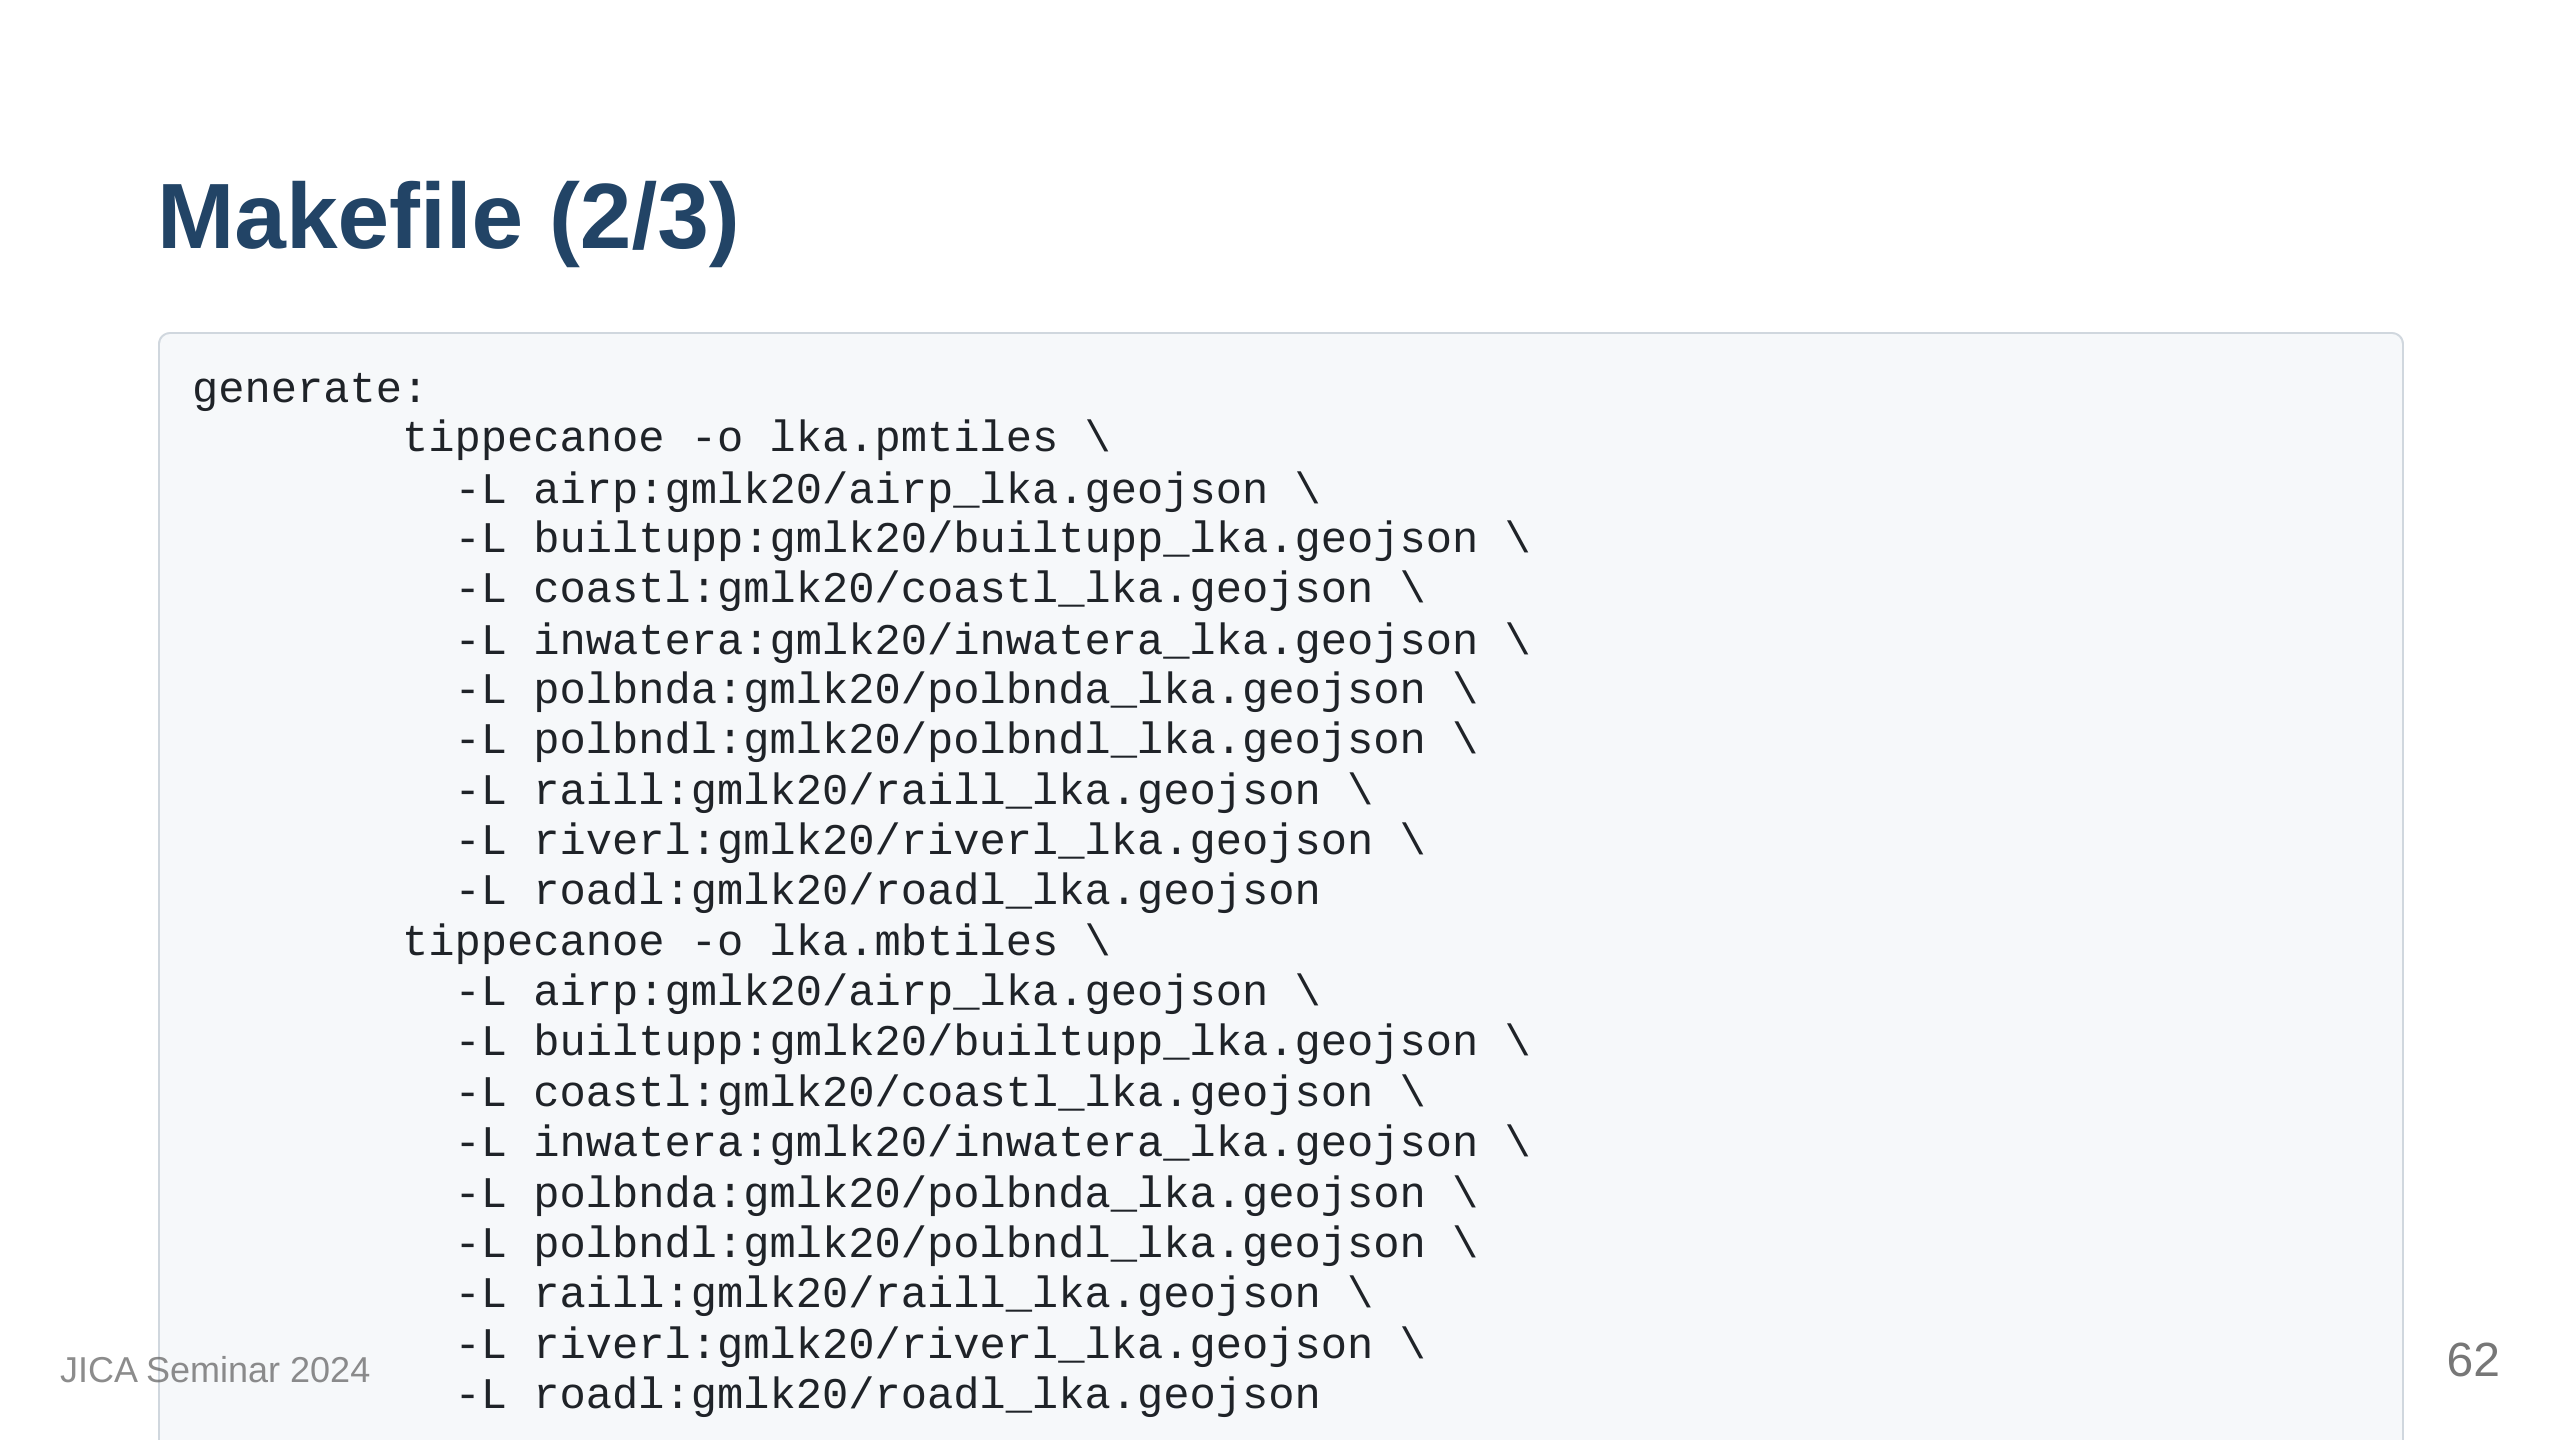 Makefile (2/3)
generate:
        tippecanoe -o lka.pmtiles \
          -L airp:gmlk20/airp_lka.geojson \
          -L builtupp:gmlk20/builtupp_lka.geojson \
          -L coastl:gmlk20/coastl_lka.geojson \
          -L inwatera:gmlk20/inwatera_lka.geojson \
          -L polbnda:gmlk20/polbnda_lka.geojson \
          -L polbndl:gmlk20/polbndl_lka.geojson \
          -L raill:gmlk20/raill_lka.geojson \
          -L riverl:gmlk20/riverl_lka.geojson \
          -L roadl:gmlk20/roadl_lka.geojson
        tippecanoe -o lka.mbtiles \
          -L airp:gmlk20/airp_lka.geojson \
          -L builtupp:gmlk20/builtupp_lka.geojson \
          -L coastl:gmlk20/coastl_lka.geojson \
          -L inwatera:gmlk20/inwatera_lka.geojson \
          -L polbnda:gmlk20/polbnda_lka.geojson \
          -L polbndl:gmlk20/polbndl_lka.geojson \
          -L raill:gmlk20/raill_lka.geojson \
          -L riverl:gmlk20/riverl_lka.geojson \
          -L roadl:gmlk20/roadl_lka.geojson
JICA Seminar 2024
62